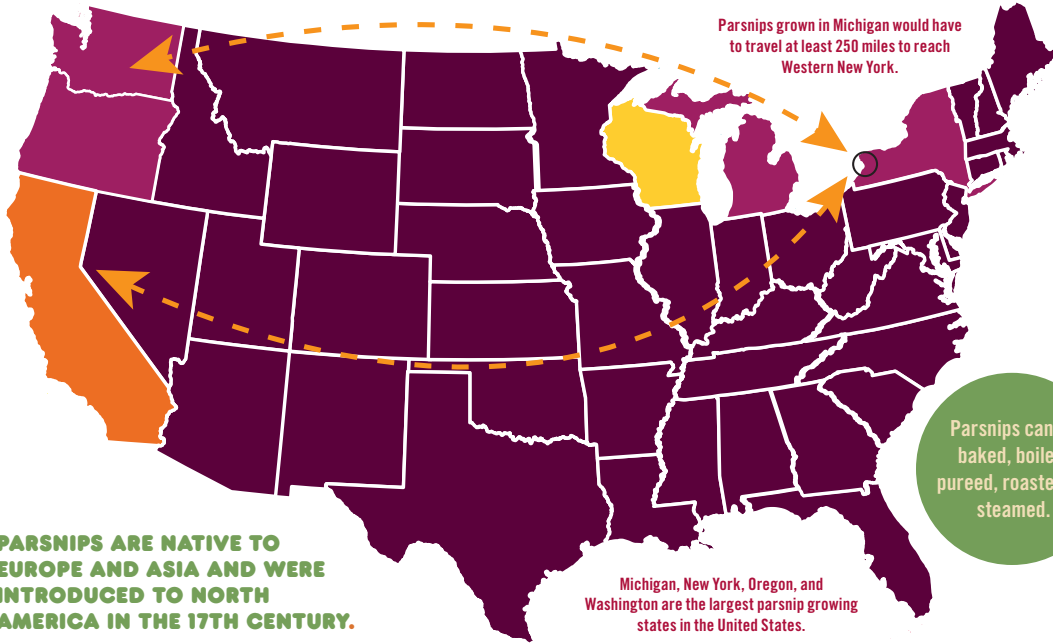 Parsnips grown in Michigan would have
to travel at least 250 miles to reach
Western New York.
Parsnips can
baked, boile
pureed, roaste
steamed.
PARSNIPS ARE NATIVE TO
EUROPE AND ASIA AND WERE
INTRODUCED TO NORTH
AMERICA IN THE 17TH CENTURY.
Michigan, New York, Oregon, and
Washington are the largest parsnip growing
states in the United States.